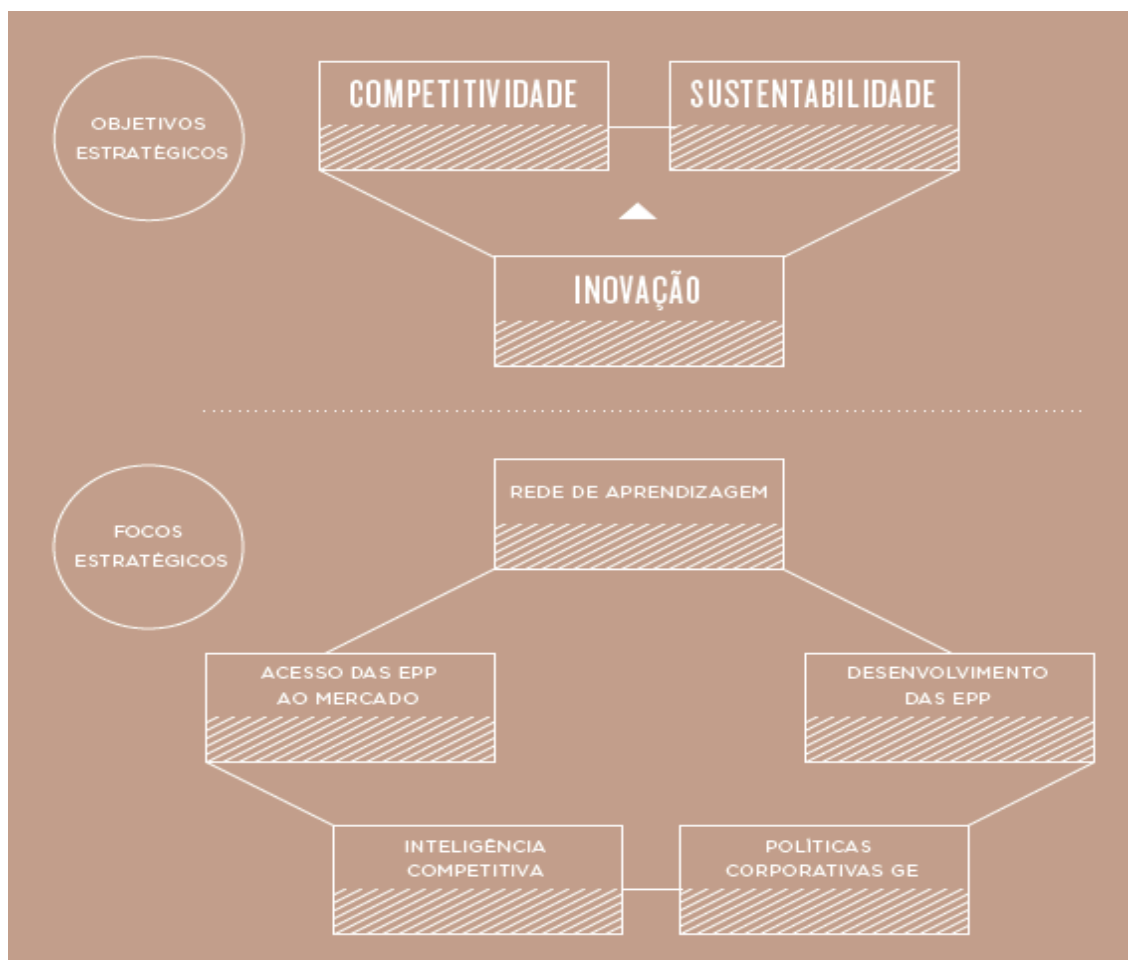 OBJETIVOS
ESTRATÉGICOS
COMPETITIVIDADE
SUSTENTABILIDADE
INOVAÇÃO
FOCOS
ESTRATÉGICOS
REDE DE APRENDIZAGEM
ACESSO DAS EPP
AO MERCADO
DESENVOLVIMENTO
DAS EPP
INTELIGÊNCIA
COMPETITIVA
POLÍTICAS
CORPORATIVAS GE